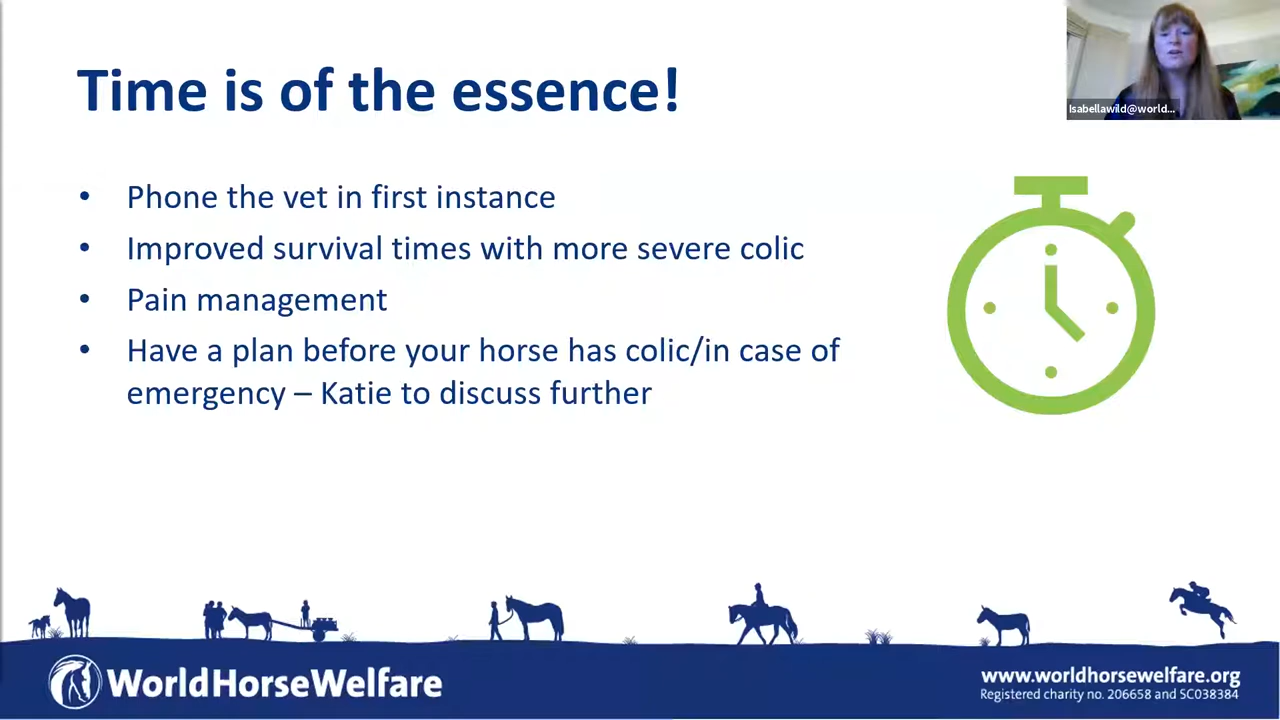 Time is of the essence!
Isabellawild@world...
• Phone the vet in first instance
• Improved survival times with more severe colic
• Pain management
• Have a plan before your horse has colic/in case of
emergency – Katie to discuss further
WorldHorseWelfare
www.worldhorsewelfare.org
Registered charity no. 206658 and SC038384